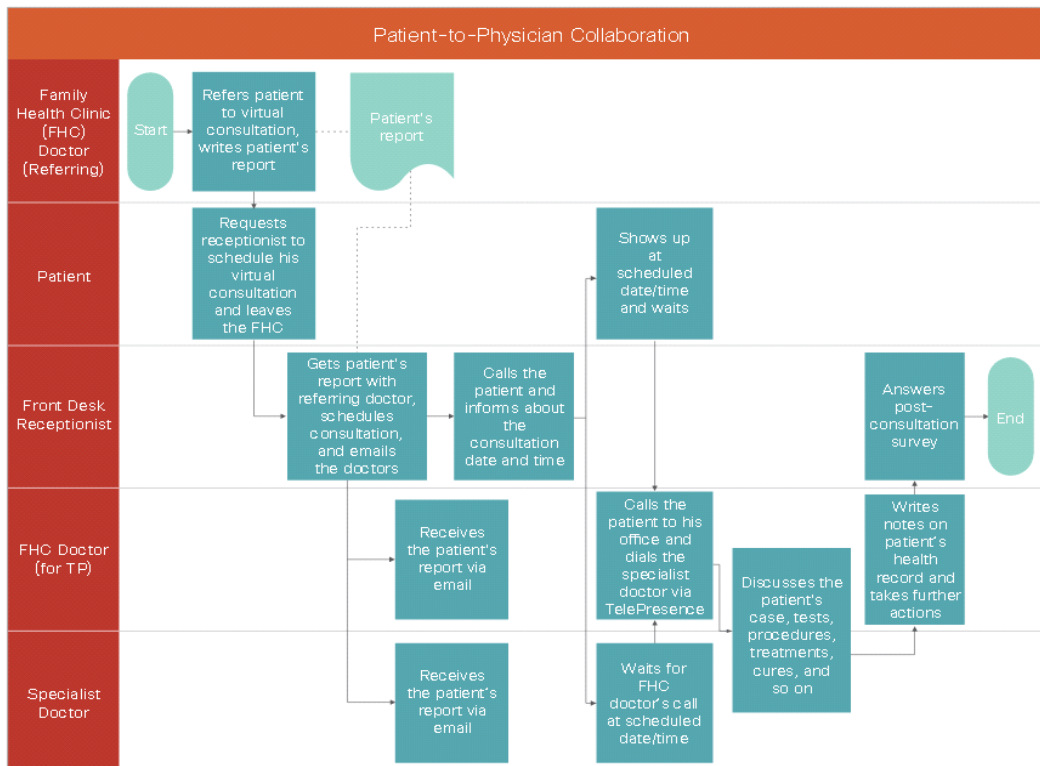 Patient-to-Physician Collaboration
Family
Health Clinic
(FHC)
Doctor
(Referring)
Start
Refers patient
to virtual
consultation,
writes patient's
report
Patient's
report
Patient
Requests
receptionist to
schedule his
virtual
consultation
and leaves
the FHC
Shows up
at
scheduled
date/time
and waits
Front Desk
Receptionist
Gets patient's
report with
referring doctor,
schedules
consultation,
and emails
the doctors
Calls the
patient and
informs about
the
consultation
date and time
Answers
post-
consultation
survey
End
FHC Doctor
(for TP)
Receives
the patient's
report via
email
Calls the
patient to his
office and
dials the
specialist
doctor via
TelePresence
Discusses the
patient's
case, tests,
procedures,
treatments,
cures, and
so on
Writes
notes on
patient's
health
record and
takes further
actions
Specialist
Doctor
Receives
the patient's
report via
email
Waits for
FHC
doctor's call
at scheduled
date/time